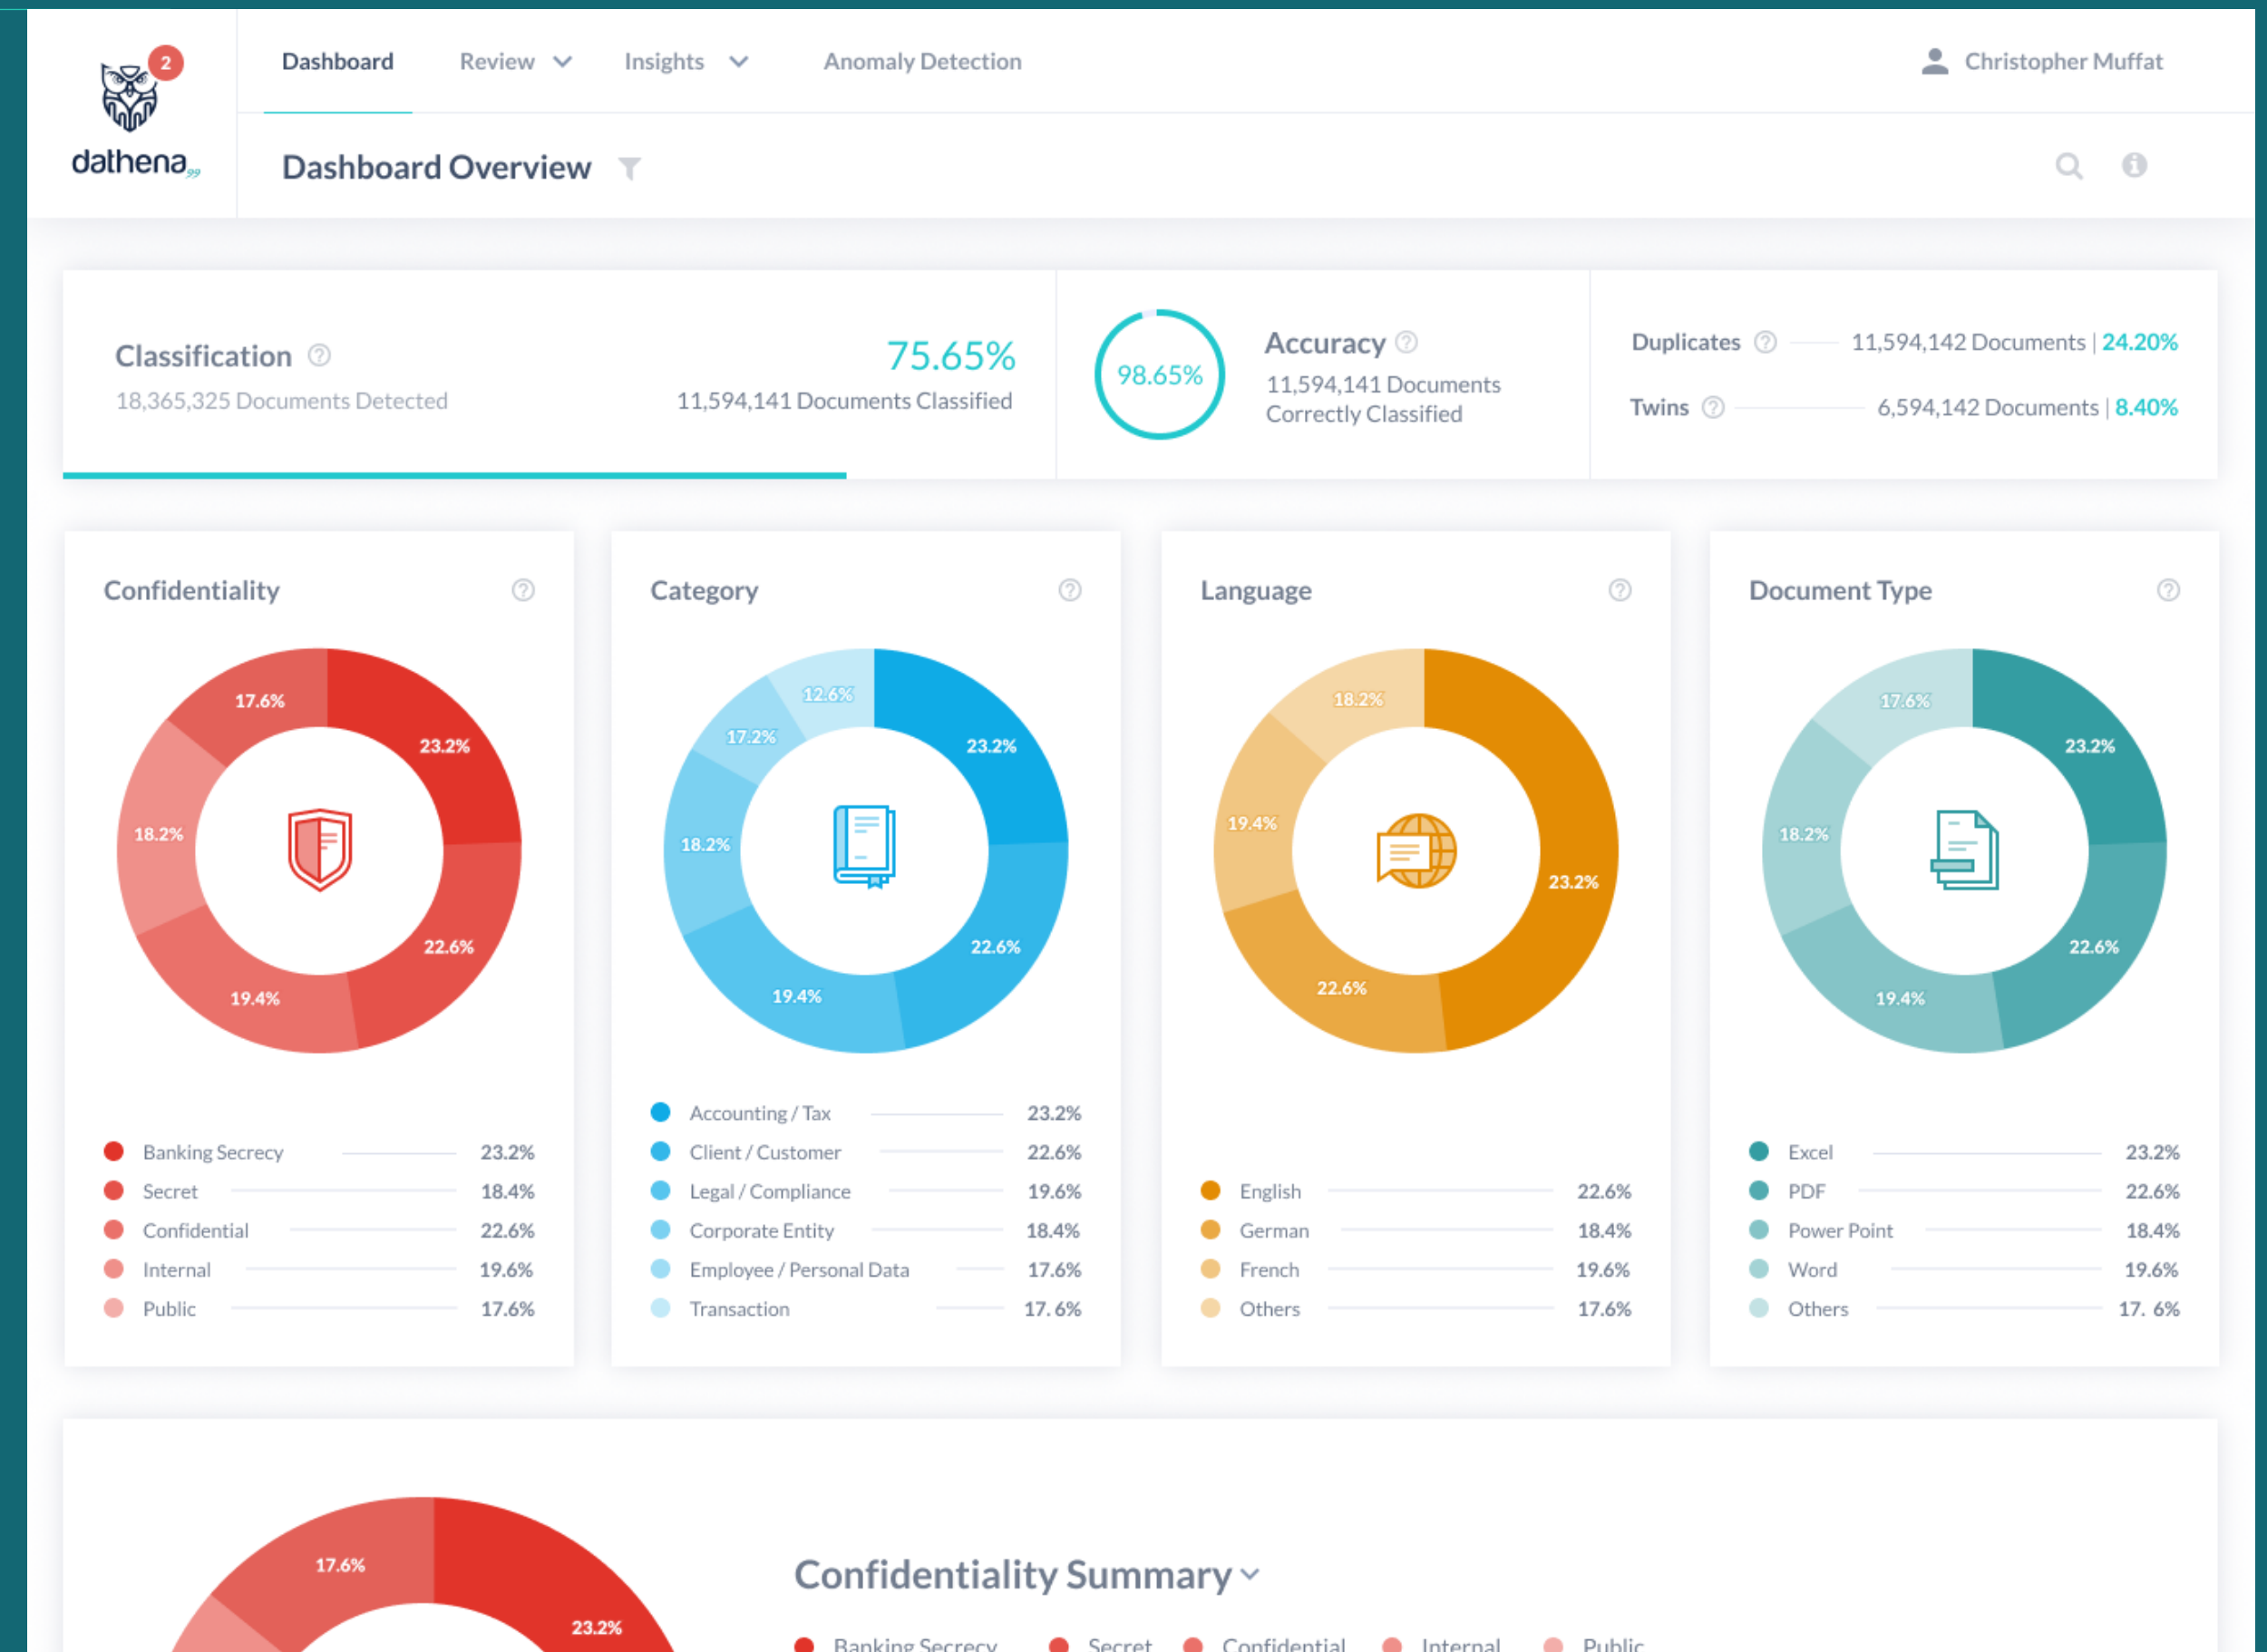 2
dathena
Dashboard
Review
Insights
Anomaly Detection
Christopher Muffat
Dashboard Overview
Classification
18,365,325 Documents Detected
75.65%
11,594,141 Documents Classified
98.65%
Accuracy
11,594,141 Documents
Correctly Classified
Duplicates 11,594,142 Documents | 24.20%
Twins 6,594,142 Documents | 8.40%
Confidentiality
17.6%
23.2%
18.2%
22.6%
19.4%
Banking Secrecy 23.2%
Secret 18.4%
Confidential 22.6%
Internal 19.6%
Public 17.6%
Category
12.6%
17.2%
23.2%
18.2%
22.6%
19.4%
Accounting / Tax 23.2%
Client / Customer 22.6%
Legal / Compliance 19.6%
Corporate Entity 18.4%
Employee / Personal Data 17.6%
Transaction 17. 6%
Language
18.2%
19.4%
23.2%
22.6%
English 22.6%
German 18.4%
French 19.6%
Others 17.6%
Document Type
17.6%
23.2%
18.2%
22.6%
19.4%
Excel 23.2%
PDF 22.6%
Power Point 18.4%
Word 19.6%
Others 17. 6%
17.6%
23.2%
Confidentiality Summary
Banking Secrecy Secret Confidential Internal Public